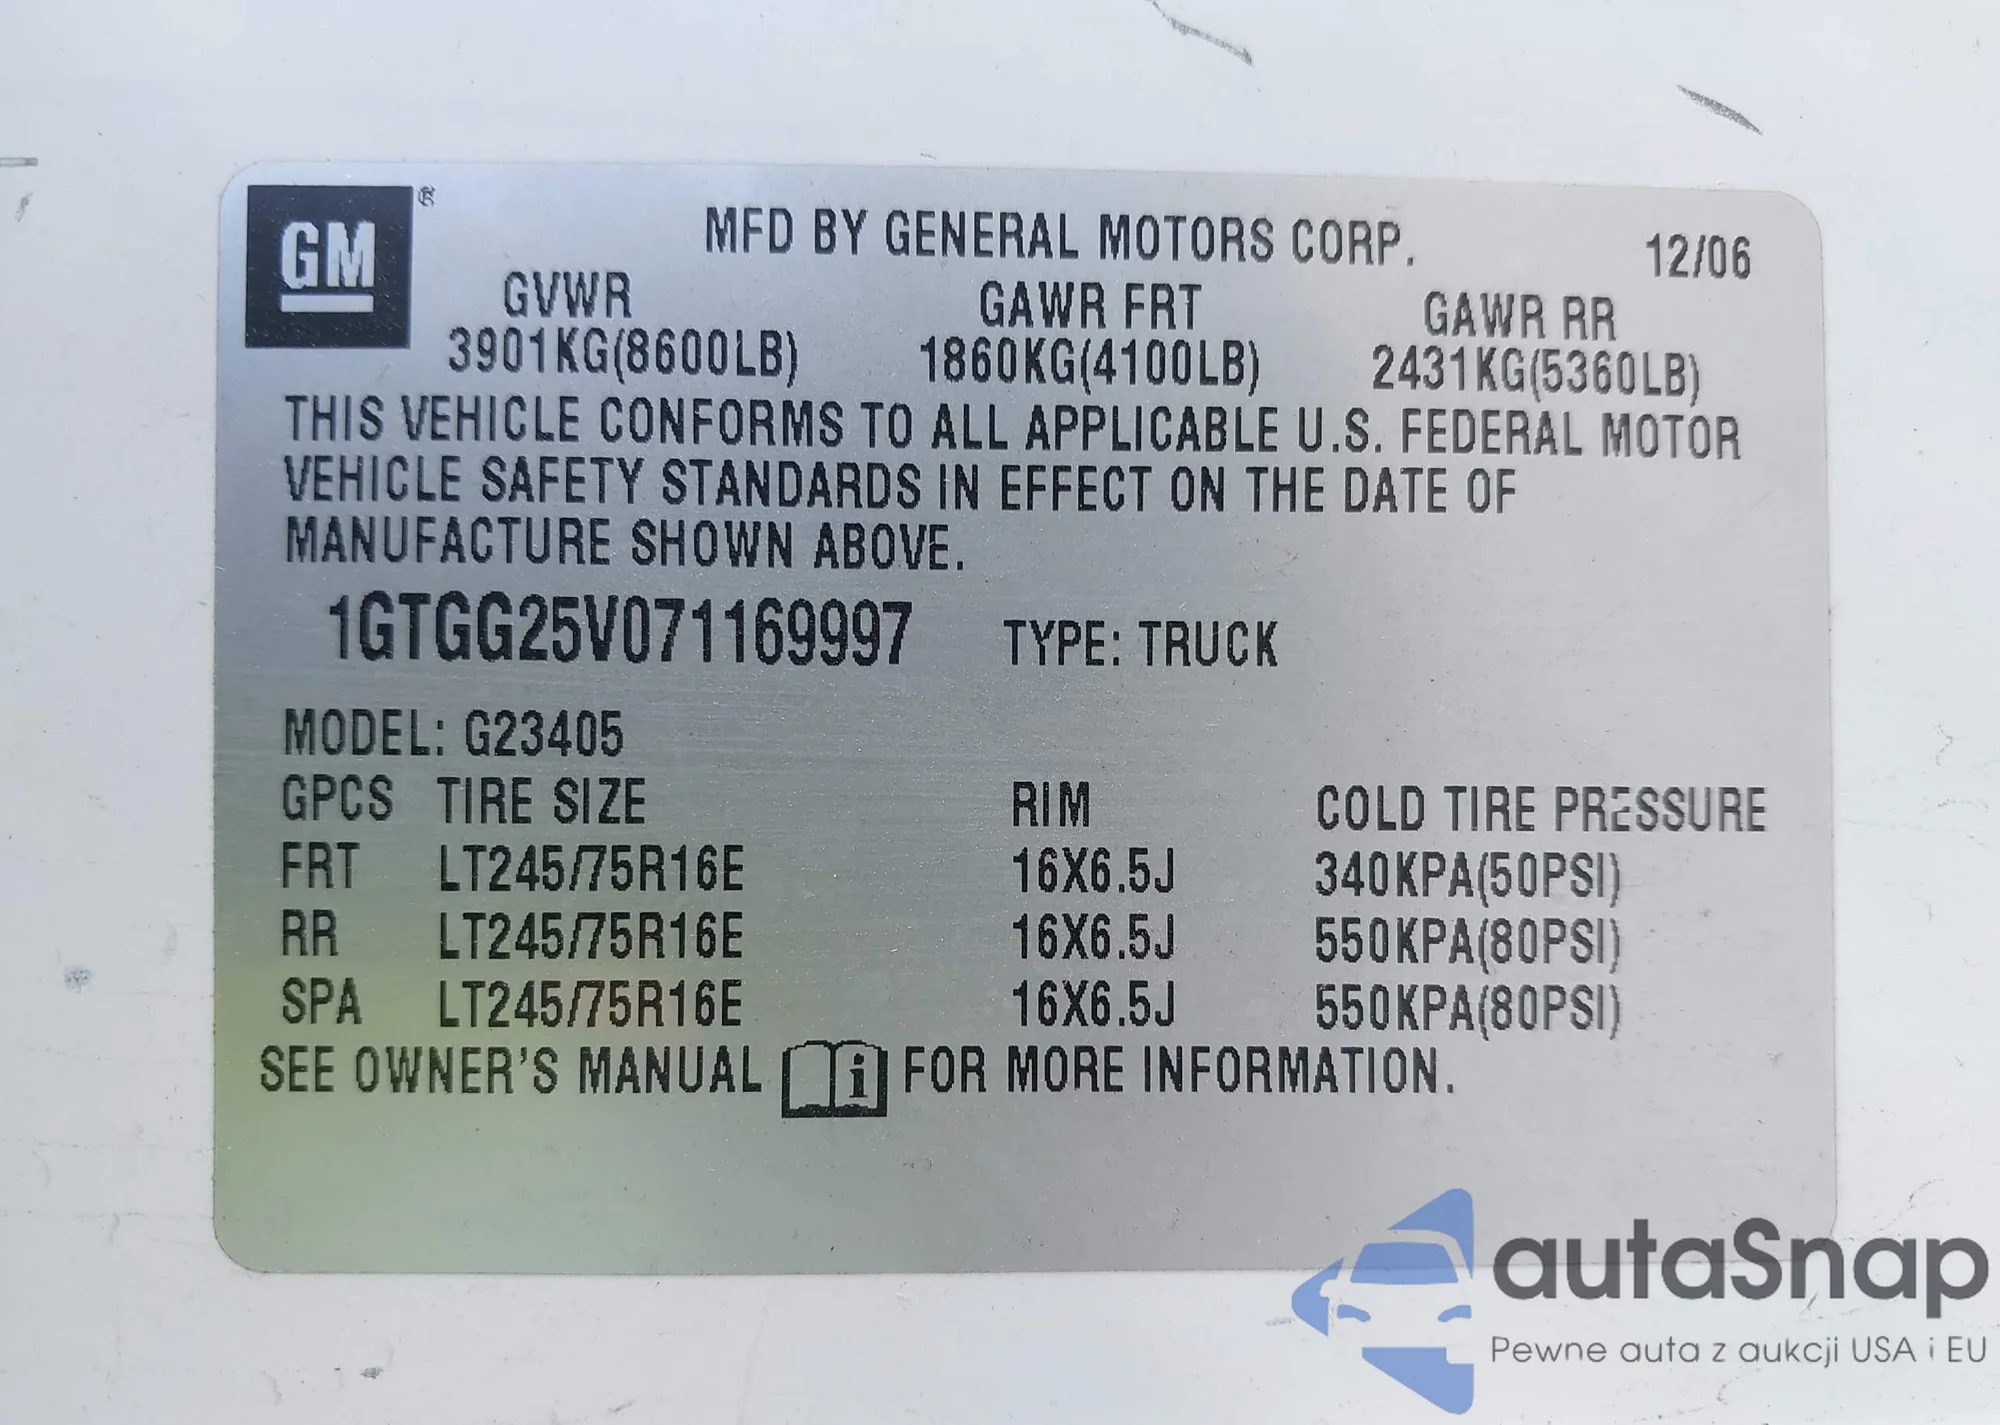 GM ®
MFD BY GENERAL MOTORS CORP. 12/06
GVWR GAWR FRT GAWR RR
3901KG(8600LB) 1860KG(4100LB) 2431KG(5360LB)
THIS VEHICLE CONFORMS TO ALL APPLICABLE U.S. FEDERAL MOTOR
VEHICLE SAFETY STANDARDS IN EFFECT ON THE DATE OF
MANUFACTURE SHOWN ABOVE.
1GTGG25V071169997 TYPE: TRUCK
MODEL: G23405
GPCS TIRE SIZE RIM COLD TIRE PRESSURE
FRT LT245/75R16E 16X6.5J 340KPA(50PSI)
RR LT245/75R16E 16X6.5J 550KPA(80PSI)
SPA LT245/75R16E 16X6.5J 550KPA(80PSI)
SEE OWNER'S MANUAL i FOR MORE INFORMATION.
autaSnap
Pewne auta z aukcji USA i EU